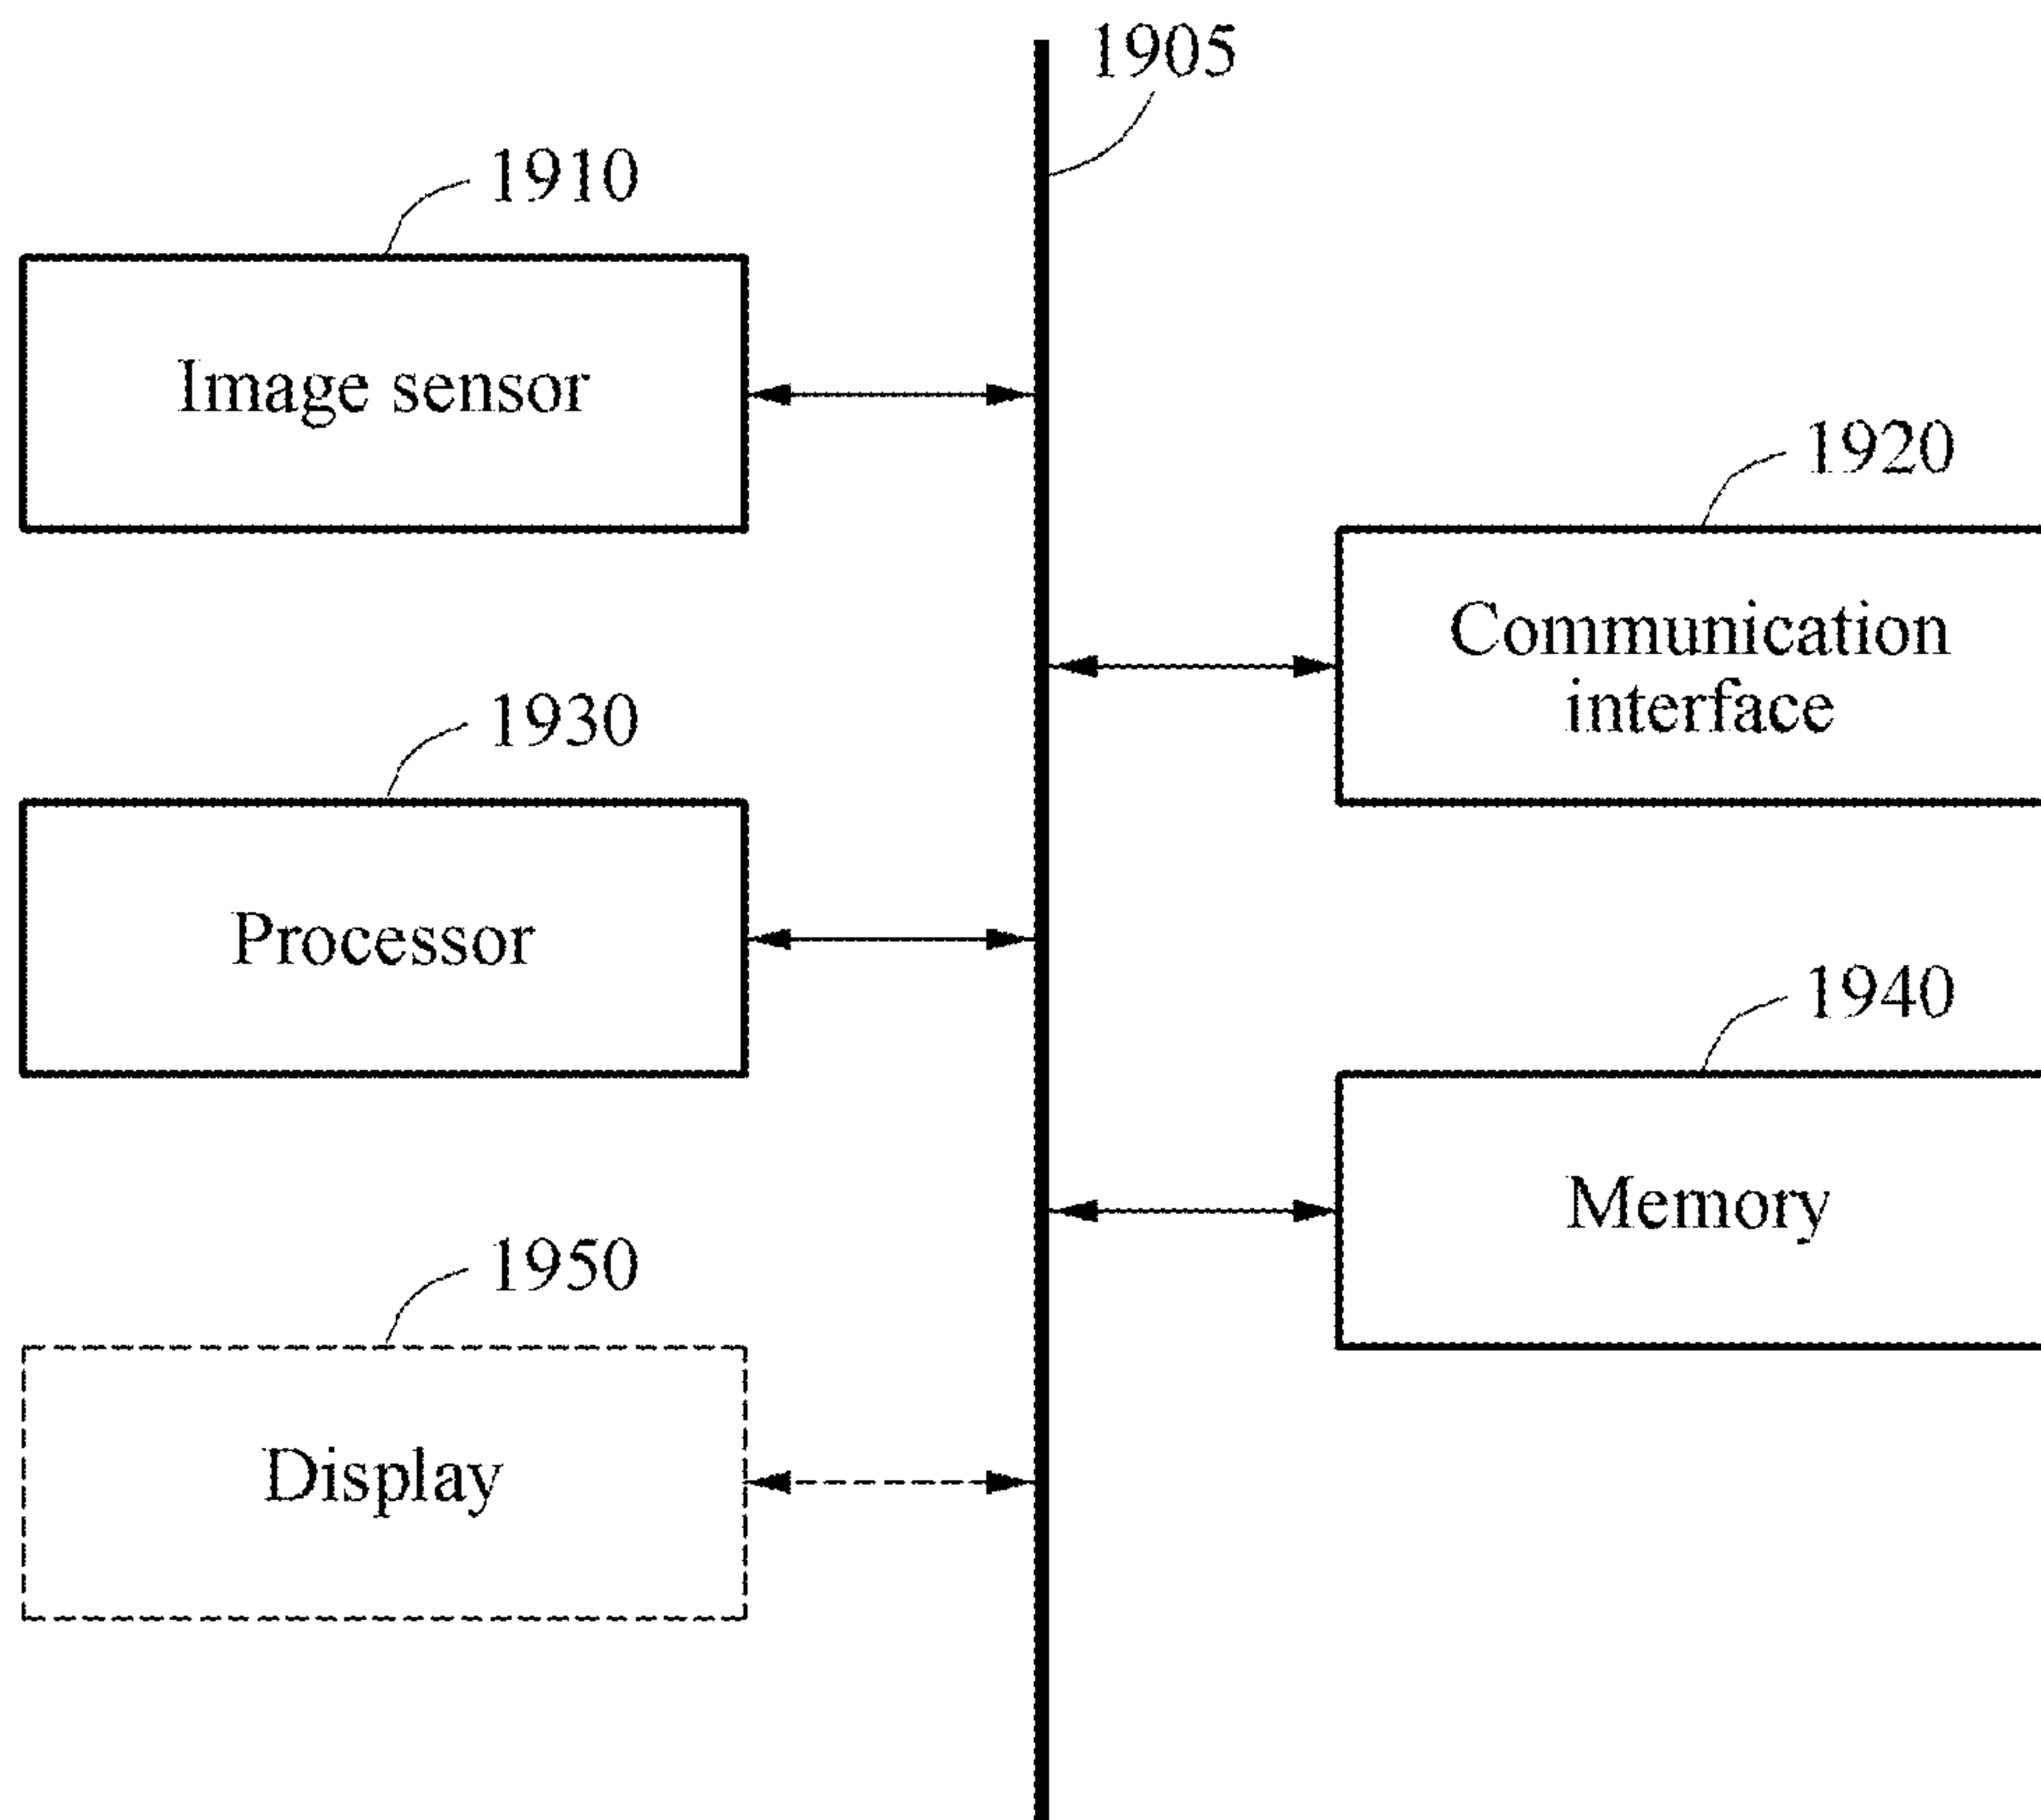 1905
1910
Image sensor
1920
Communication
interface
1930
Processor
1940
Memory
1950
Display